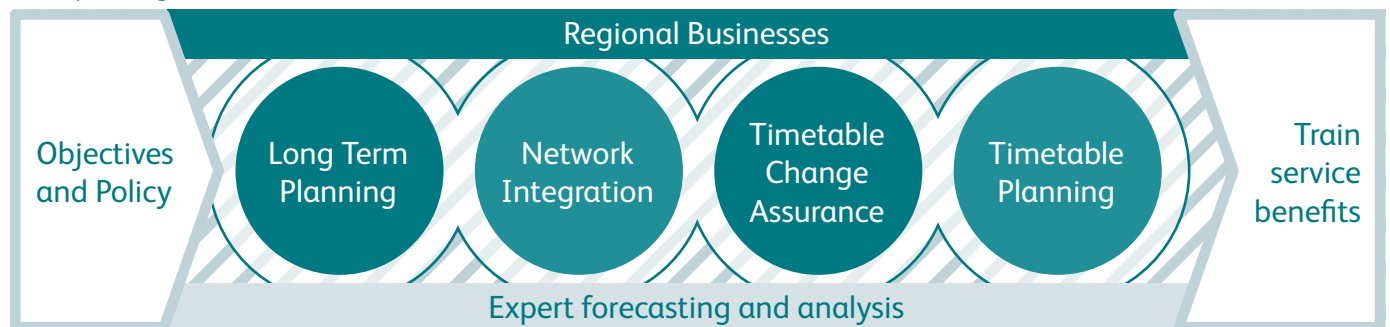 Regional Businesses
Objectives
and Policy
Long Term
Planning
Network
Integration
Timetable
Change
Assurance
Timetable
Planning
Train
service
benefits
Expert forecasting and analysis